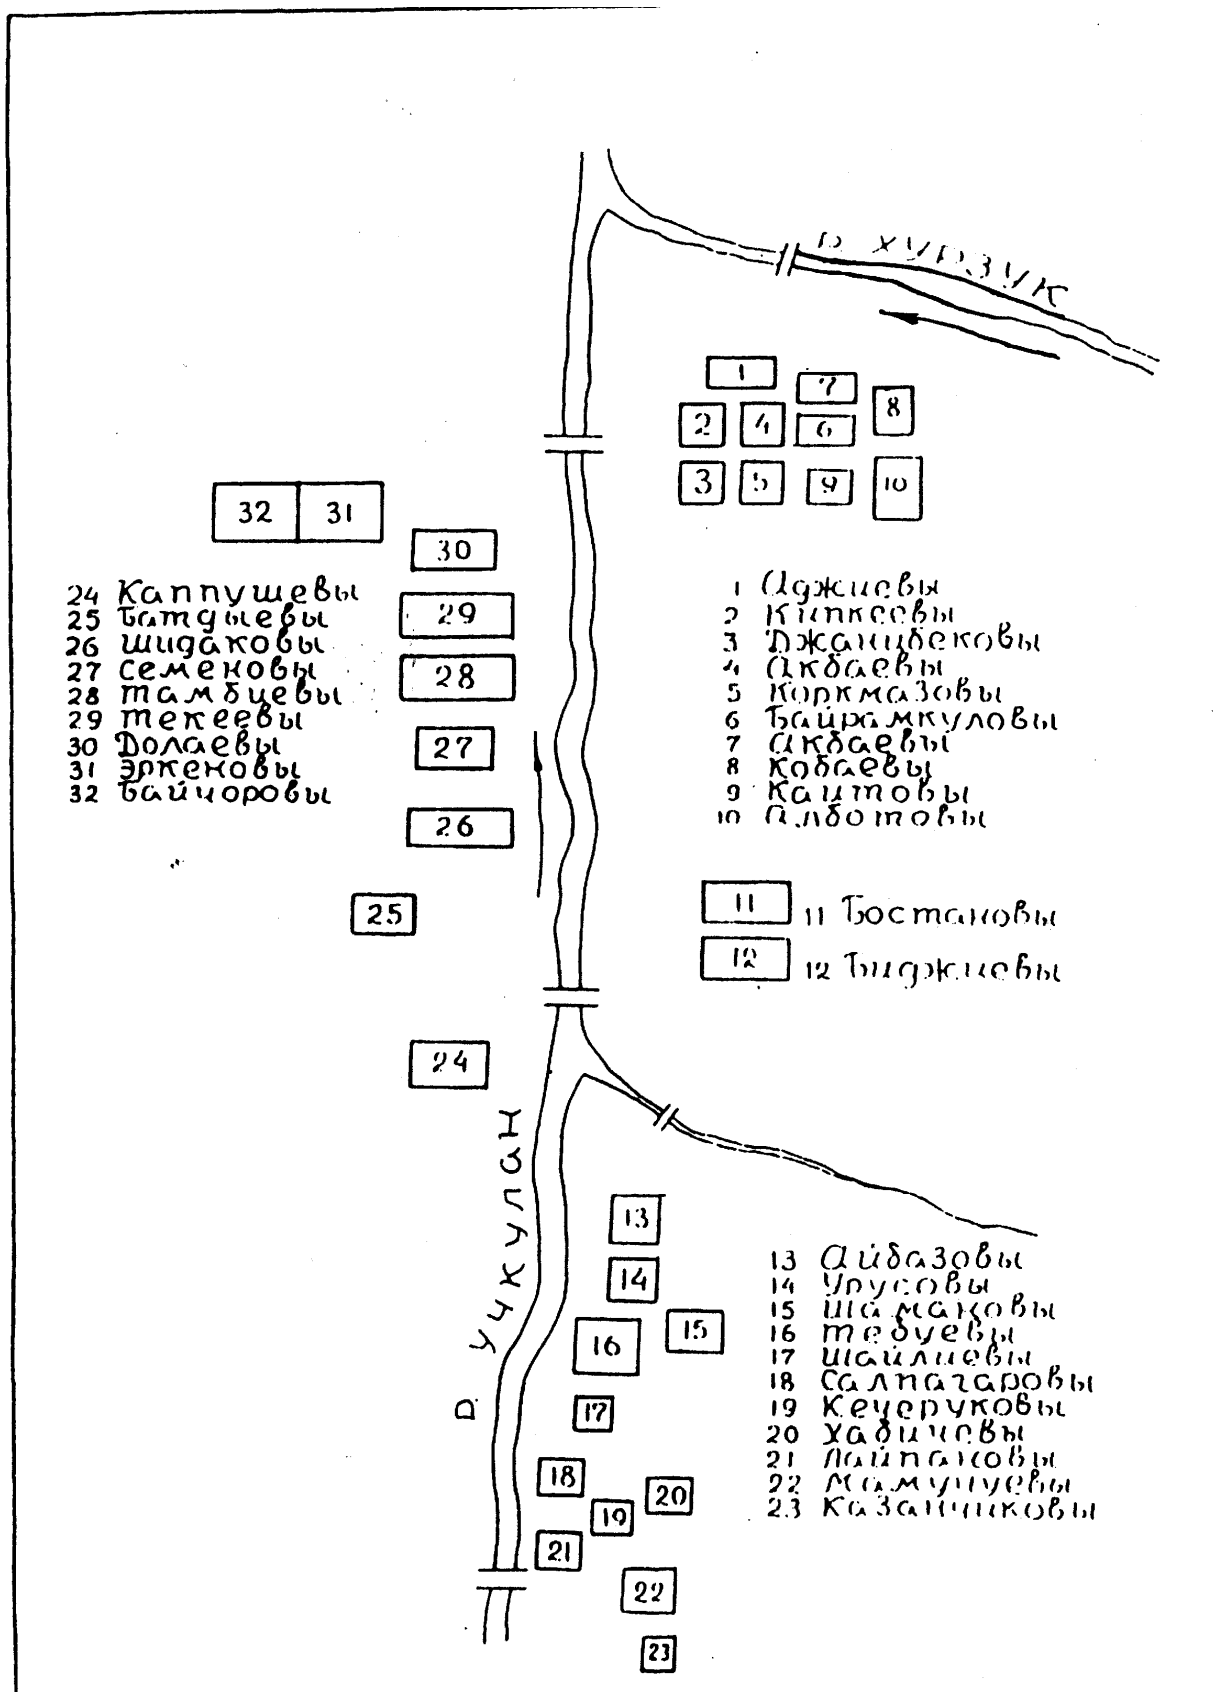 Р. ХУРЗУК
1
7
8
2
4
6
3
5
9
10
32
31
30
29
28
27
26
25
24
24 Каппушевы
25 Батдыевы
26 шидаковы
27 семеновы
28 тамбиевы
29 текеевы
30 Долаевы
31 эркеновы
32 Байчоровы
1 Аджиевы
2 Кипкеевы
3 Джанибековы
4 Акбаевы
5 Коркмазовы
6 Байрамкуловы
7 Акбаевы
8 Кобаевы
9 Каитовы
10 Алботовы
11
11 Бостановы
12
12 Биджиевы
Р. УЧКУЛАН
13
14
15
16
17
18
19
20
21
22
23
13 Айбазовы
14 Урусовы
15 Шамановы
16 тебуевы
17 шайлиевы
18 Салпагаровы
19 Кечеруковы
20 Хабичевы
21 Лайпановы
22 Мамчуевы
23 Казанчиковы